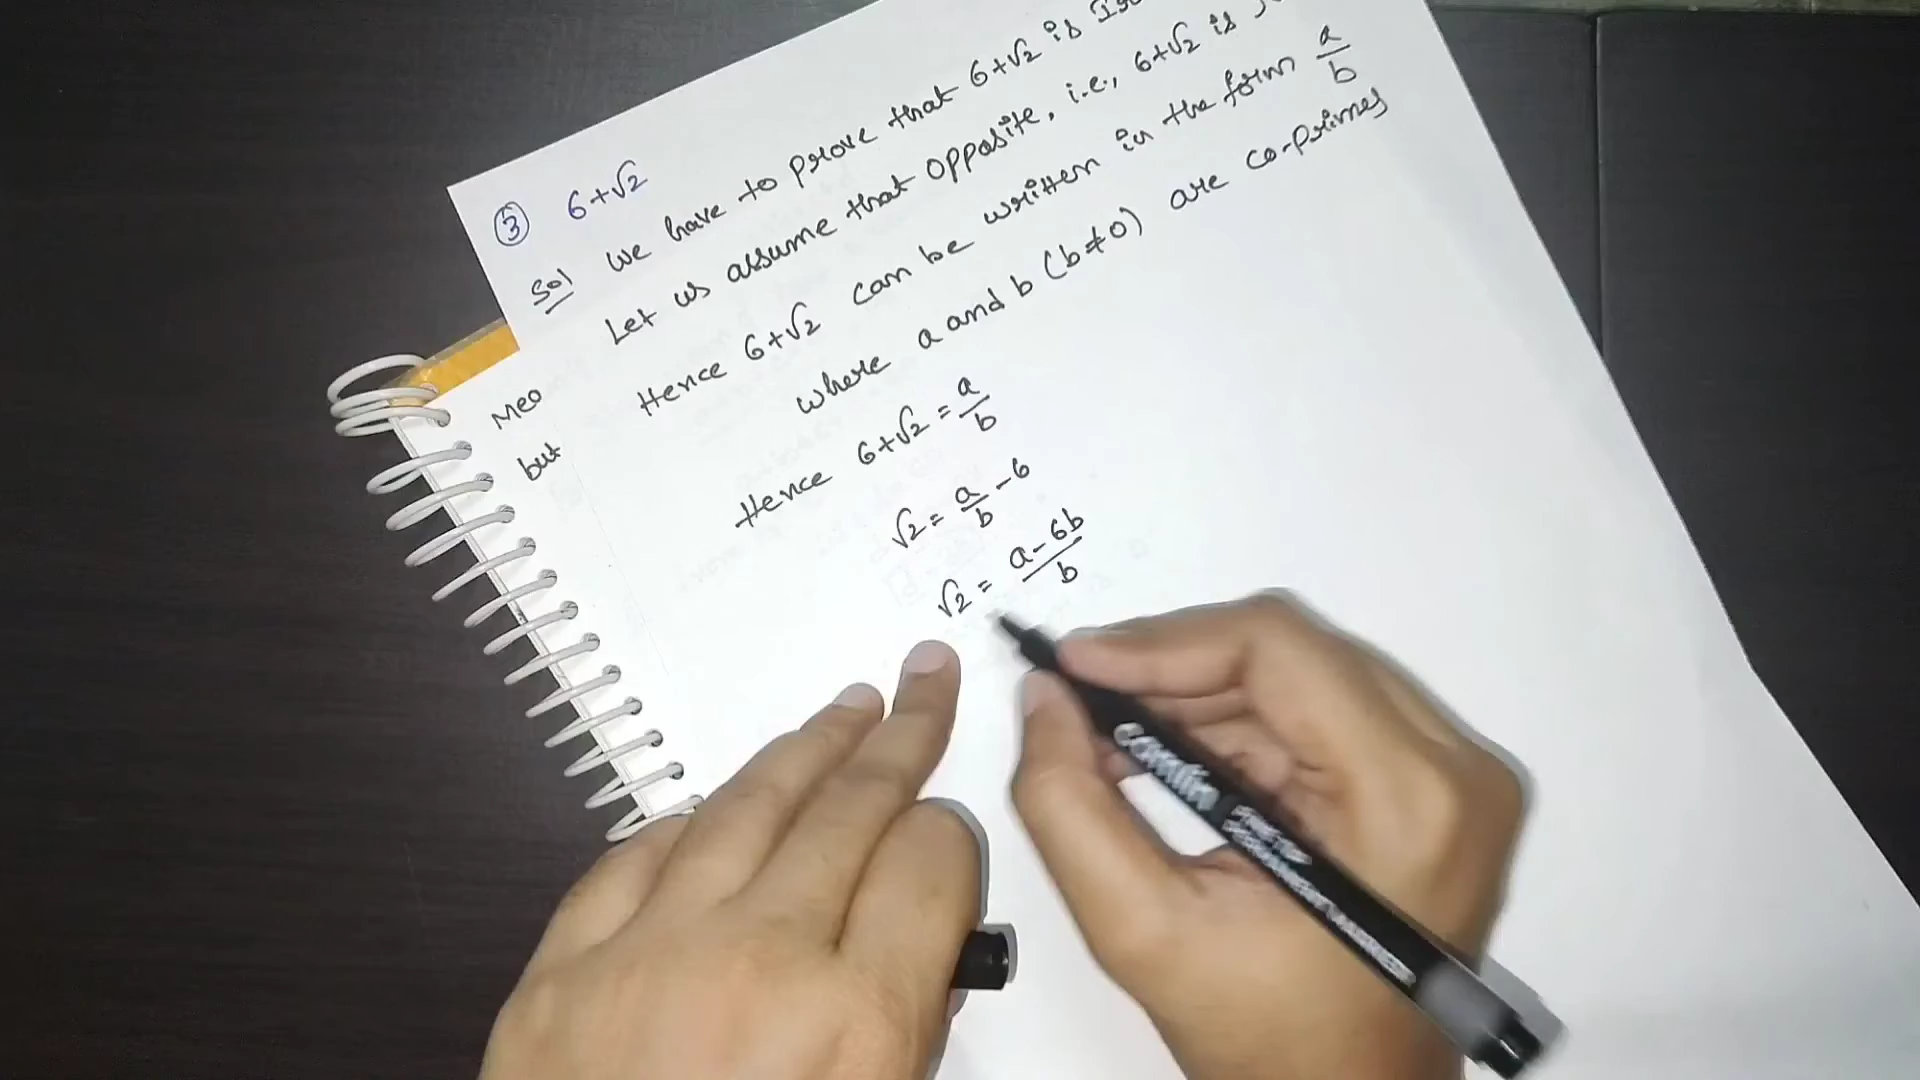 ③ 6+√2
Sol We have to prove that 6+√2 is
Let us assume that opposite, i.e., 6+√2 is
Hence 6+√2 can be written in the form a/b
where a and b (b≠0) are co-primes
Hence 6+√2 = a/b
√2 = a/b - 6
√2 = a-6b/b
but
camlin